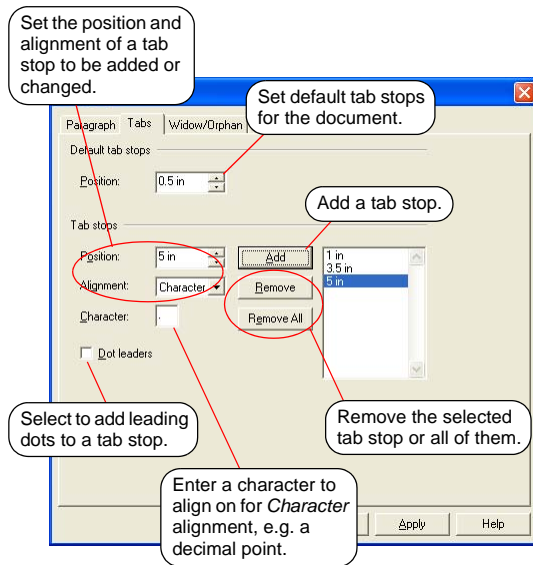 Set the position and
alignment of a tab
stop to be added or
changed.
Set default tab stops
for the document.
Paragraph Tabs Widow/Orphan
Default tab stops
Position: 0.5 in
Add a tab stop.
Tab stops
Position: 5 in Add 1 in
3.5 in
5 in
Alignment: Character Remove
Character: . Remove All
Dot leaders
Select to add leading
dots to a tab stop.
Remove the selected
tab stop or all of them.
Enter a character to
align on for Character
alignment, e.g. a
decimal point.
Apply Help